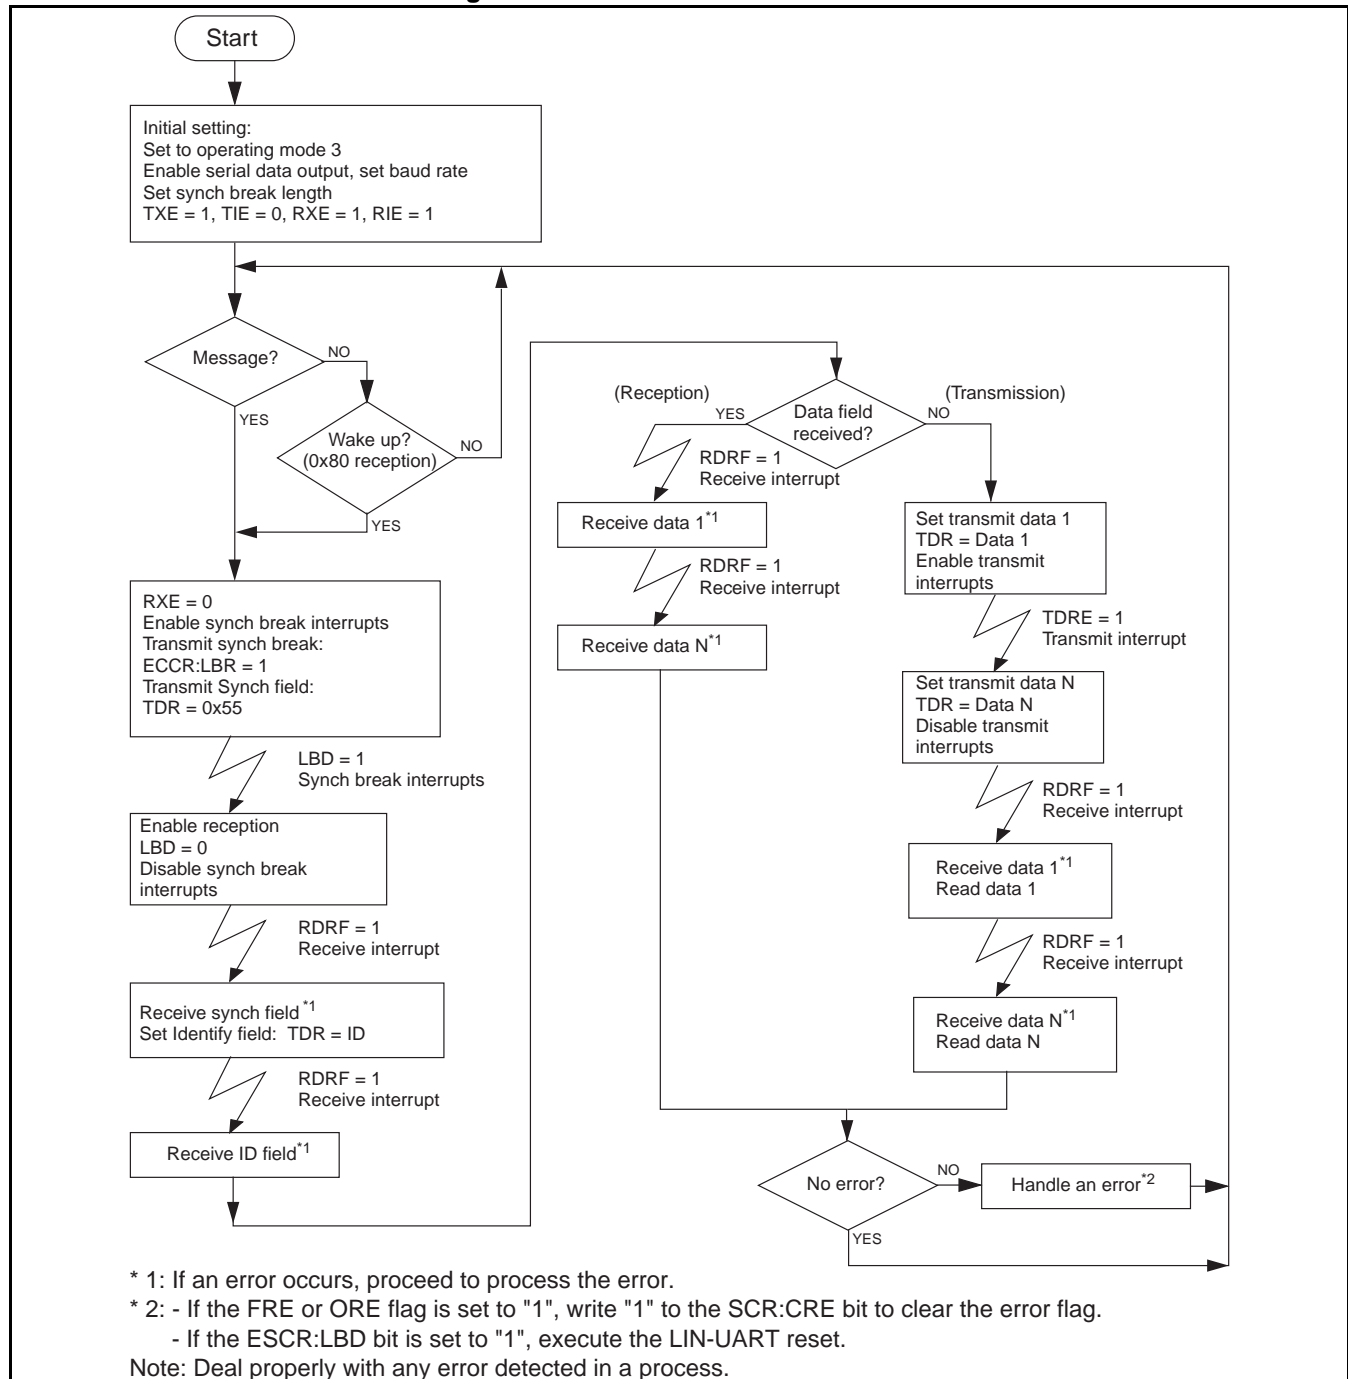 Start
Initial setting:
Set to operating mode 3
Enable serial data output, set baud rate
Set synch break length
TXE = 1, TIE = 0, RXE = 1, RIE = 1
Message?
NO
YES
Wake up?
(0x80 reception)
NO
YES
RXE = 0
Enable synch break interrupts
Transmit synch break:
ECCR:LBR = 1
Transmit Synch field:
TDR = 0x55
LBD = 1
Synch break interrupts
Enable reception
LBD = 0
Disable synch break
interrupts
RDRF = 1
Receive interrupt
Receive synch field*1
Set Identify field: TDR = ID
RDRF = 1
Receive interrupt
Receive ID field*1
Data field
received?
(Reception)
YES
RDRF = 1
Receive interrupt
Receive data 1*1
RDRF = 1
Receive interrupt
Receive data N*1
(Transmission)
NO
Set transmit data 1
TDR = Data 1
Enable transmit
interrupts
TDRE = 1
Transmit interrupt
Set transmit data N
TDR = Data N
Disable transmit
interrupts
RDRF = 1
Receive interrupt
Receive data 1*1
Read data 1
RDRF = 1
Receive interrupt
Receive data N*1
Read data N
No error?
NO
Handle an error*2
YES
* 1: If an error occurs, proceed to process the error.
* 2: - If the FRE or ORE flag is set to "1", write "1" to the SCR:CRE bit to clear the error flag.
- If the ESCR:LBD bit is set to "1", execute the LIN-UART reset.
Note: Deal properly with any error detected in a process.